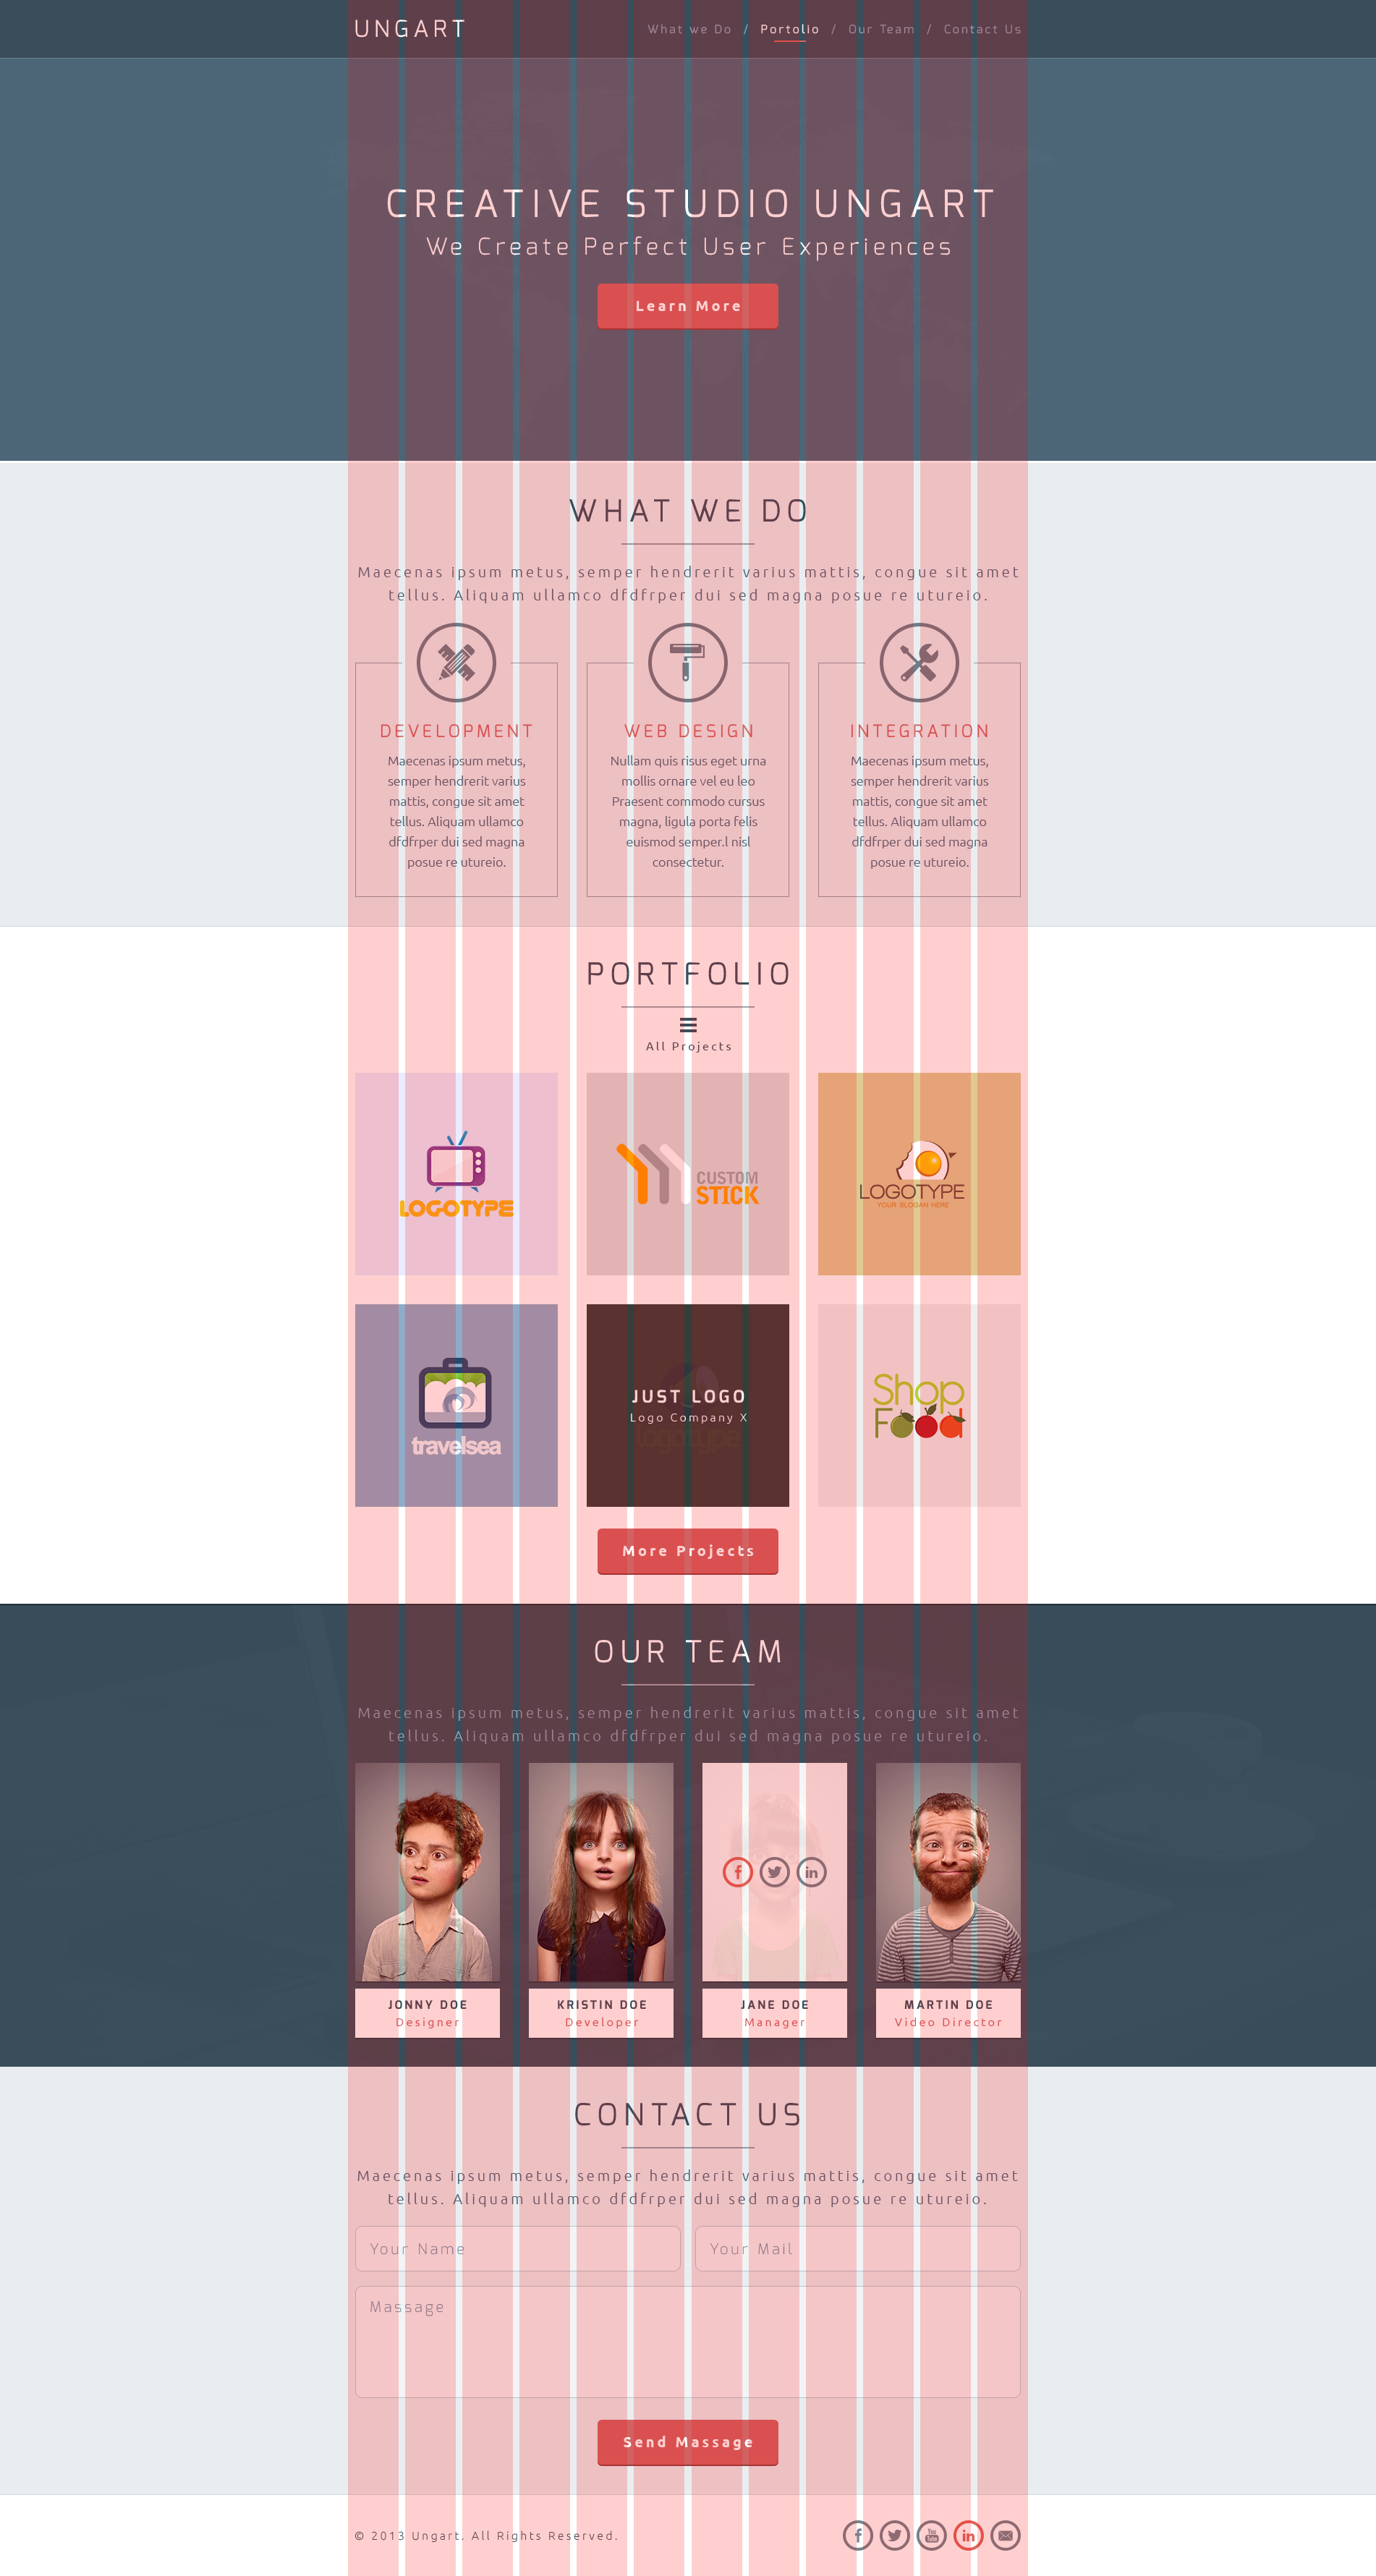 UNGART
What we Do / Portolio / Our Team / Contact Us
CREATIVE STUDIO UNGART
We Create Perfect User Experiences
Learn More
WHAT WE DO
Maecenas ipsum metus, semper hendrerit varius mattis, congue sit amet
tellus. Aliquam ullamco dfdfrper dui sed magna posue re utureio.
DEVELOPMENT
Maecenas ipsum metus,
semper hendrerit varius
mattis, congue sit amet
tellus. Aliquam ullamco
dfdfrper dui sed magna
posue re utureio.
WEB DESIGN
Nullam quis risus eget urna
mollis ornare vel eu leo
Praesent commodo cursus
magna, ligula porta felis
euismod semper.l nisl
consectetur.
INTEGRATION
Maecenas ipsum metus,
semper hendrerit varius
mattis, congue sit amet
tellus. Aliquam ullamco
dfdfrper dui sed magna
posue re utureio.
PORTFOLIO
All Projects
LOGOTYPE
CUSTOM
STICK
LOGOTYPE
YOUR SLOGAN HERE
travelsea
JUST LOGO
Logo Company X
logotype
Shop
Food
More Projects
OUR TEAM
Maecenas ipsum metus, semper hendrerit varius mattis, congue sit amet
tellus. Aliquam ullamco dfdfrper dui sed magna posue re utureio.
JONNY DOE
Designer
KRISTIN DOE
Developer
JANE DOE
Manager
MARTIN DOE
Video Director
CONTACT US
Maecenas ipsum metus, semper hendrerit varius mattis, congue sit amet
tellus. Aliquam ullamco dfdfrper dui sed magna posue re utureio.
Your Name
Your Mail
Massage
Send Massage
© 2013 Ungart. All Rights Reserved.
You
Tube